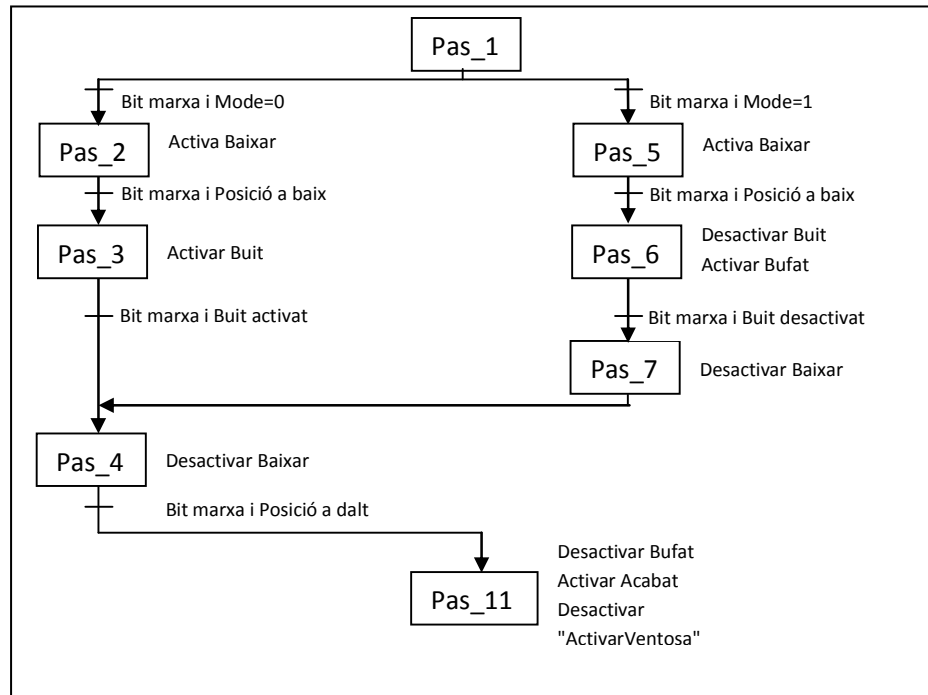 Pas_1
Bit marxa i Mode=0
Bit marxa i Mode=1
Pas_2
Activa Baixar
Pas_5
Activa Baixar
Bit marxa i Posició a baix
Bit marxa i Posició a baix
Pas_3
Activar Buit
Pas_6
Desactivar Buit
Activar Bufat
Bit marxa i Buit activat
Bit marxa i Buit desactivat
Pas_7
Desactivar Baixar
Pas_4
Desactivar Baixar
Bit marxa i Posició a dalt
Pas_11
Desactivar Bufat
Activar Acabat
Desactivar
"ActivarVentosa"